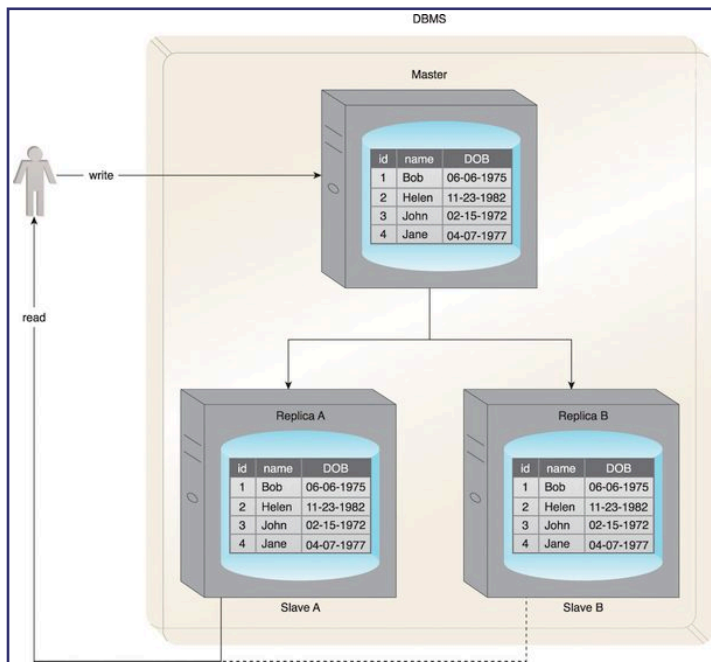 DBMS
Master
id name DOB
1 Bob 06-06-1975
2 Helen 11-23-1982
3 John 02-15-1972
4 Jane 04-07-1977
write
read
Replica A
id name DOB
1 Bob 06-06-1975
2 Helen 11-23-1982
3 John 02-15-1972
4 Jane 04-07-1977
Slave A
Replica B
id name DOB
1 Bob 06-06-1975
2 Helen 11-23-1982
3 John 02-15-1972
4 Jane 04-07-1977
Slave B